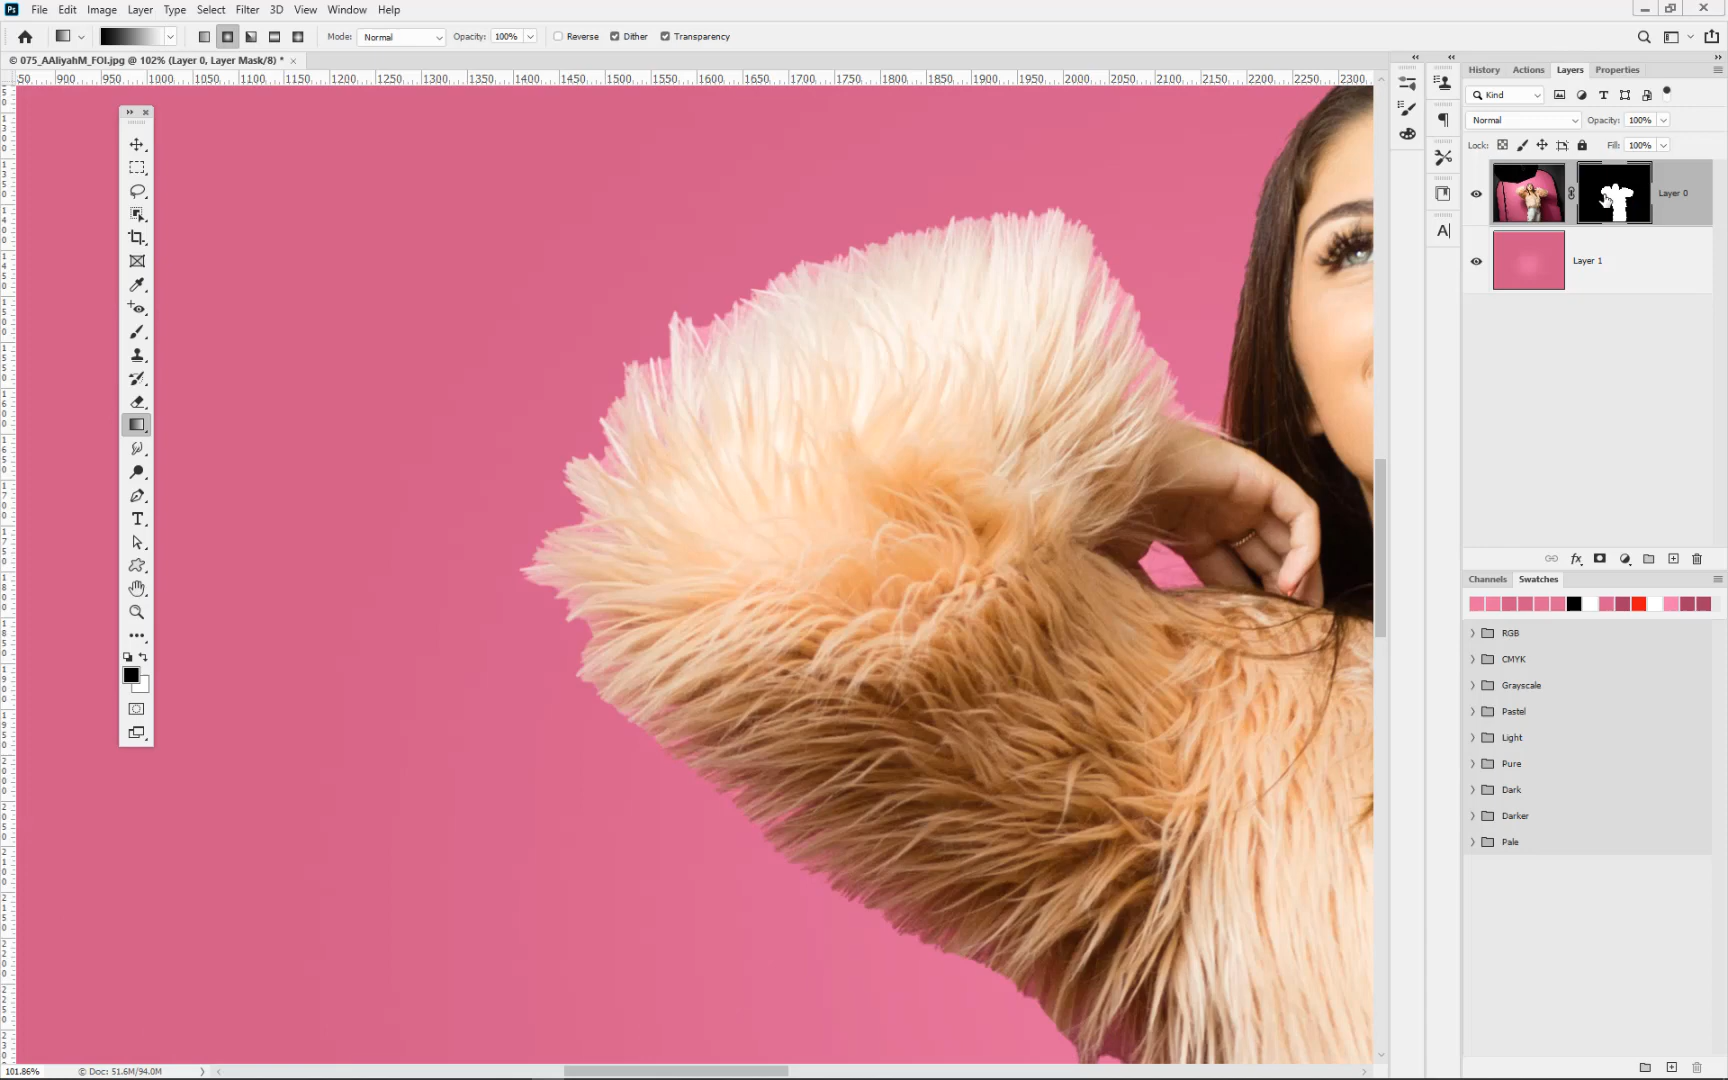 Ps File Edit Image Layer Type Select Filter 3D View Window Help
Mode: Normal Opacity: 100% Reverse Dither Transparency
© 075_AAliyahM_FOI.jpg @ 102% (Layer 0, Layer Mask/8) * ×
50 900 950 1000 1050 1100 1150 1200 1250 1300 1350 1400 1450 1500 1550 1600 1650 1700 1750 1800 1850 1900 1950 2000 2050 2100 2150 2200 2250 2300
History Actions Layers Properties
Kind
Normal Opacity: 100%
Lock: Fill: 100%
Layer 0
Layer 1
Channels Swatches
RGB
CMYK
Grayscale
Pastel
Light
Pure
Dark
Darker
Pale
101.86% © Doc: 51.6M/94.0M